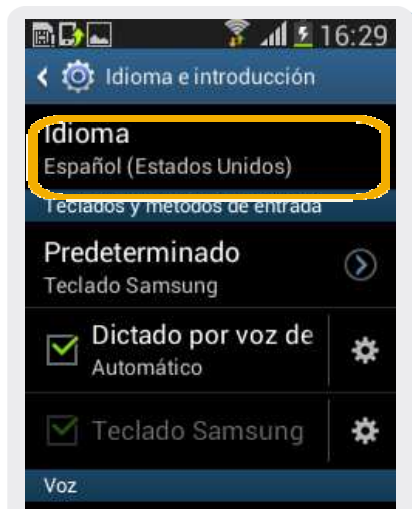 16:29
Idioma e introducción
Idioma
Español (Estados Unidos)
Teclados y métodos de entrada
Predeterminado
Teclado Samsung
Dictado por voz de
Automático
Teclado Samsung
Voz